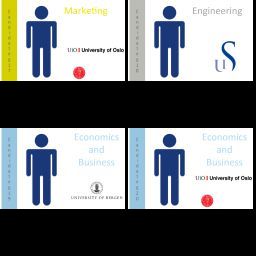 Marketing
UiO University of Oslo
Engineering
uS
Economics
and
Business
UNIVERSITY OF BERGEN
Economics
and
Business
UiO University of Oslo